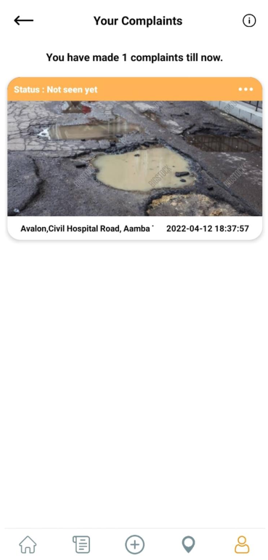 Your Complaints
You have made 1 complaints till now.
Status : Not seen yet
Avalon,Civil Hospital Road, Aamba 2022-04-12 18:37:57